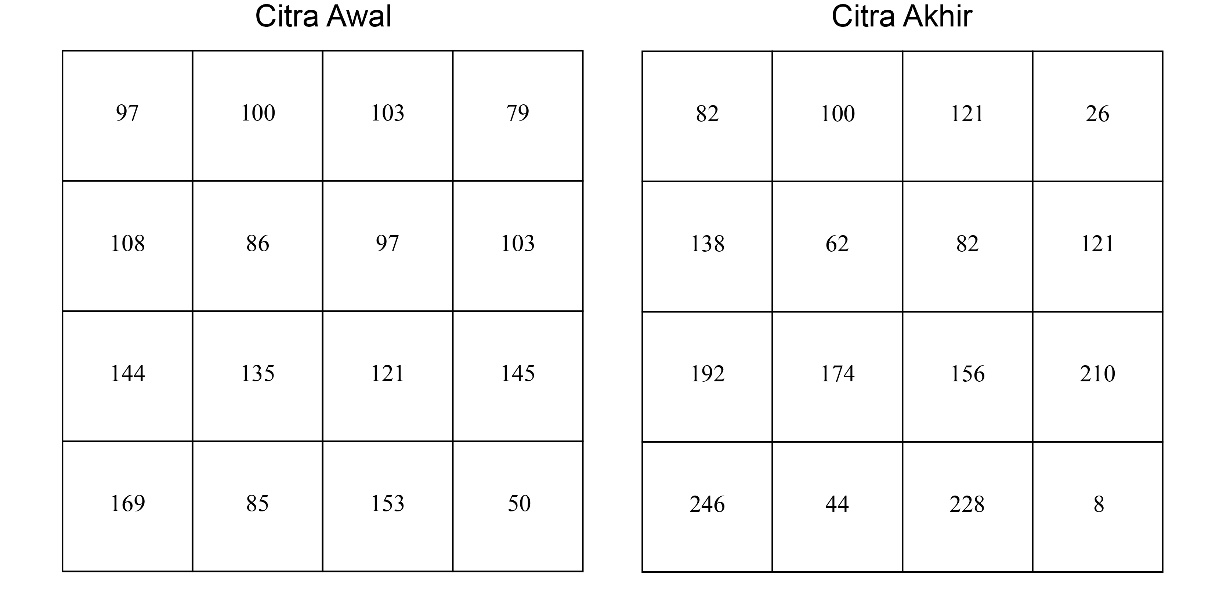 Citra Awal Citra Akhir
97 100 103 79 82 100 121 26
108 86 97 103 138 62 82 121
144 135 121 145 192 174 156 210
169 85 153 50 246 44 228 8